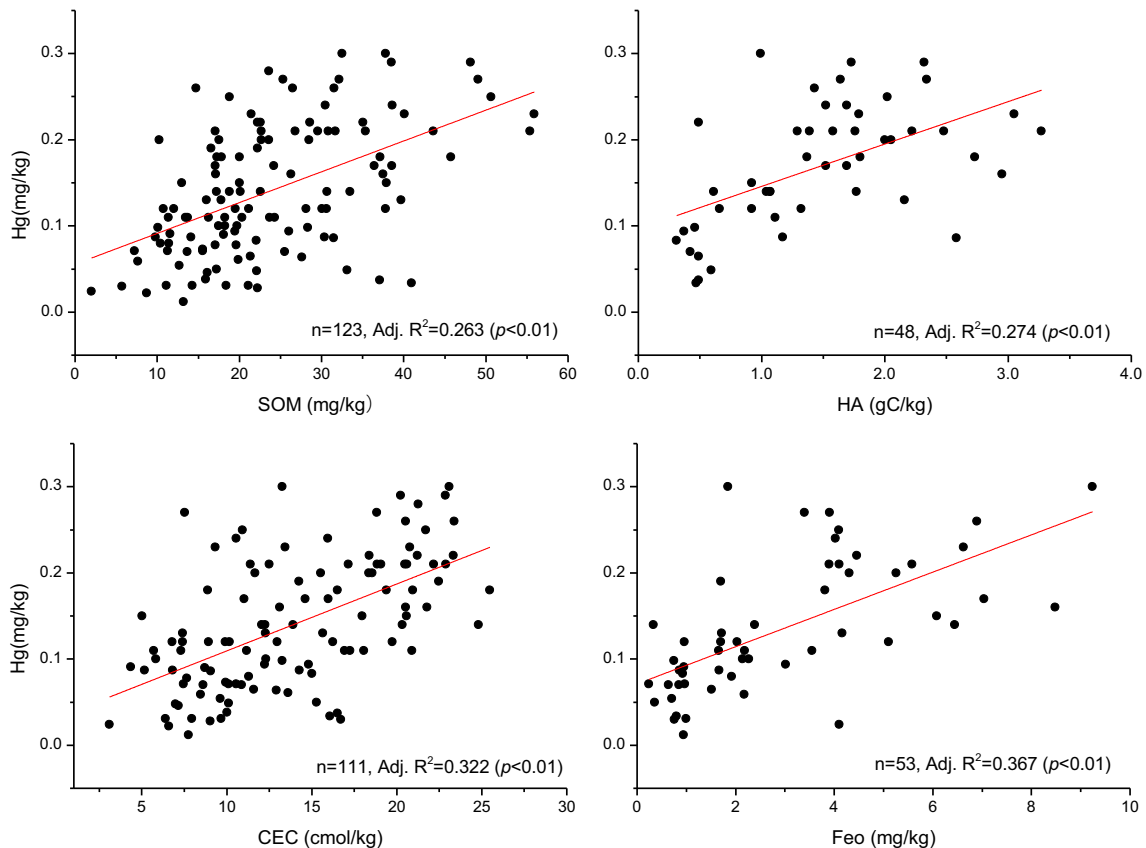 0.3
0.2
0.1
0.0
Hg(mg/kg)
n=123, Adj. R²=0.263 (p<0.01)
0 10 20 30 40 50 60
SOM (mg/kg）
0.3
0.2
0.1
0.0
n=48, Adj. R²=0.274 (p<0.01)
0.0 1.0 2.0 3.0 4.0
HA (gC/kg)
0.3
0.2
0.1
0.0
Hg(mg/kg)
n=111, Adj. R²=0.322 (p<0.01)
5 10 15 20 25 30
CEC (cmol/kg)
0.3
0.2
0.1
0.0
n=53, Adj. R²=0.367 (p<0.01)
0 2 4 6 8 10
Feo (mg/kg)